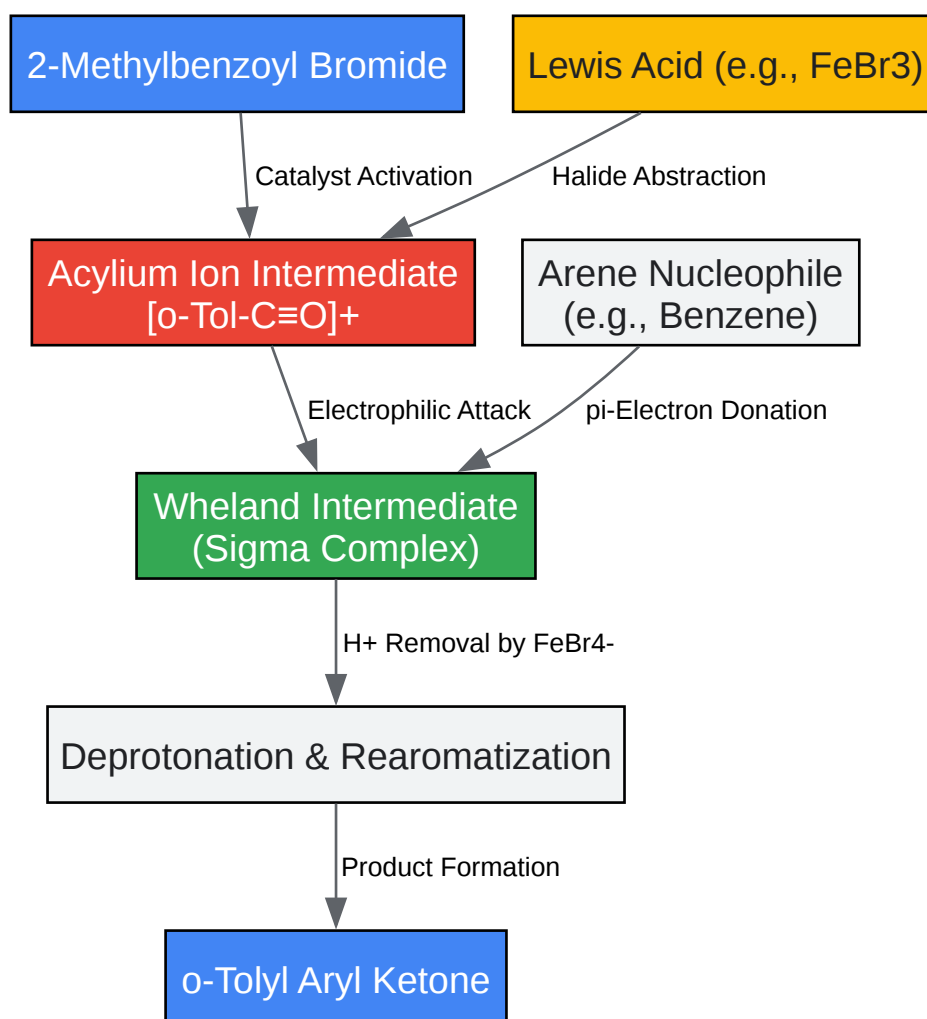 2-Methylbenzoyl Bromide
Lewis Acid (e.g., FeBr3)
Catalyst Activation
Halide Abstraction
Acylium Ion Intermediate
[o-Tol-C≡O]+
Arene Nucleophile
(e.g., Benzene)
Electrophilic Attack
pi-Electron Donation
Wheland Intermediate
(Sigma Complex)
H+ Removal by FeBr4-
Deprotonation & Rearomatization
Product Formation
o-Tolyl Aryl Ketone